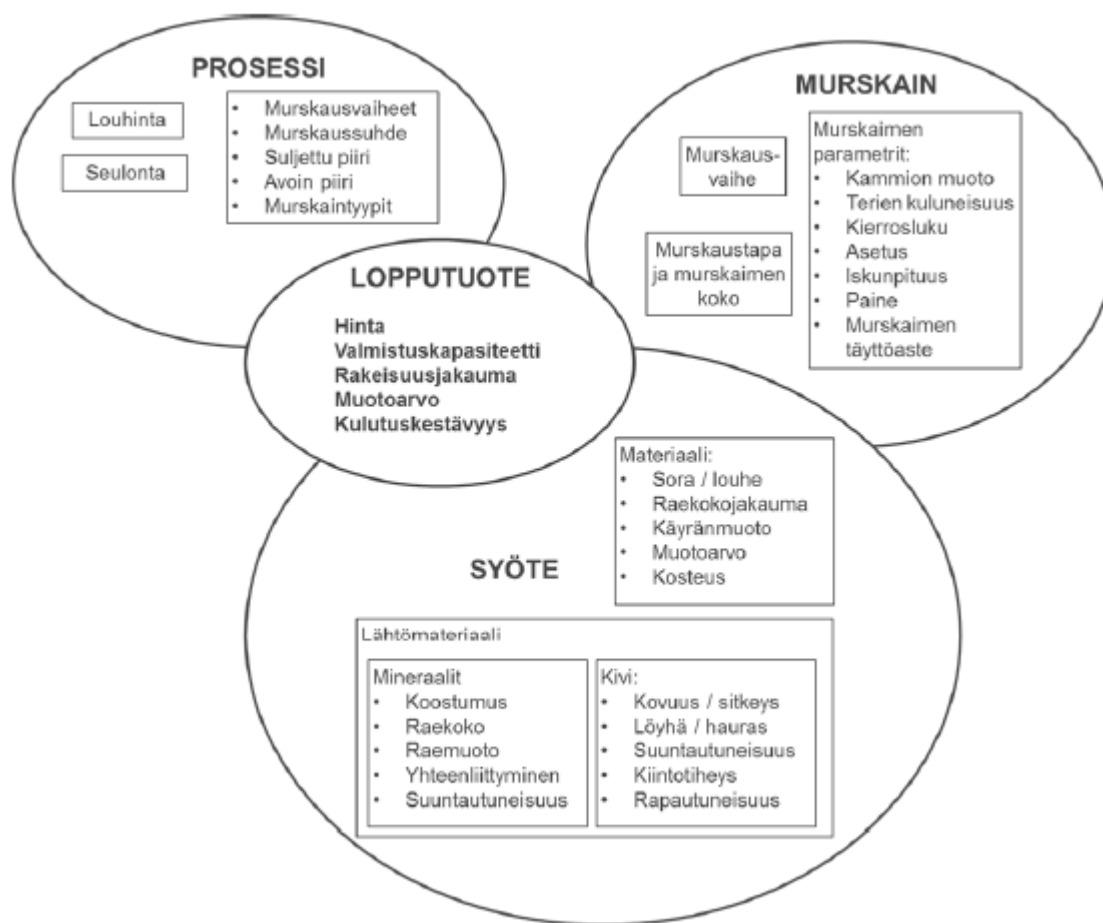 PROSESSI
Louhinta
Seulonta
• Murskausvaiheet
• Murskaussuhde
• Suljettu piiri
• Avoin piiri
• Murskaintyypit
MURSKAIN
Murskaus-
vaihe
Murskaustapa
ja murskaimen
koko
Murskaimen
parametrit:
• Kammion muoto
• Terien kuluneisuus
• Kierrosluku
• Asetus
• Iskunpituus
• Paine
• Murskaimen
täyttöaste
LOPPUTUOTE
Hinta
Valmistuskapasiteetti
Rakeisuusjakauma
Muotoarvo
Kulutuskestävyys
SYÖTE
Materiaali:
• Sora / louhe
• Raekokojakauma
• Käyränmuoto
• Muotoarvo
• Kosteus
Lähtömateriaali
Mineraalit
• Koostumus
• Raekoko
• Raemuoto
• Yhteenliittyminen
• Suuntautuneisuus
Kivi:
• Kovuus / sitkeys
• Löyhä / hauras
• Suuntautuneisuus
• Kiintotiheys
• Rapautuneisuus